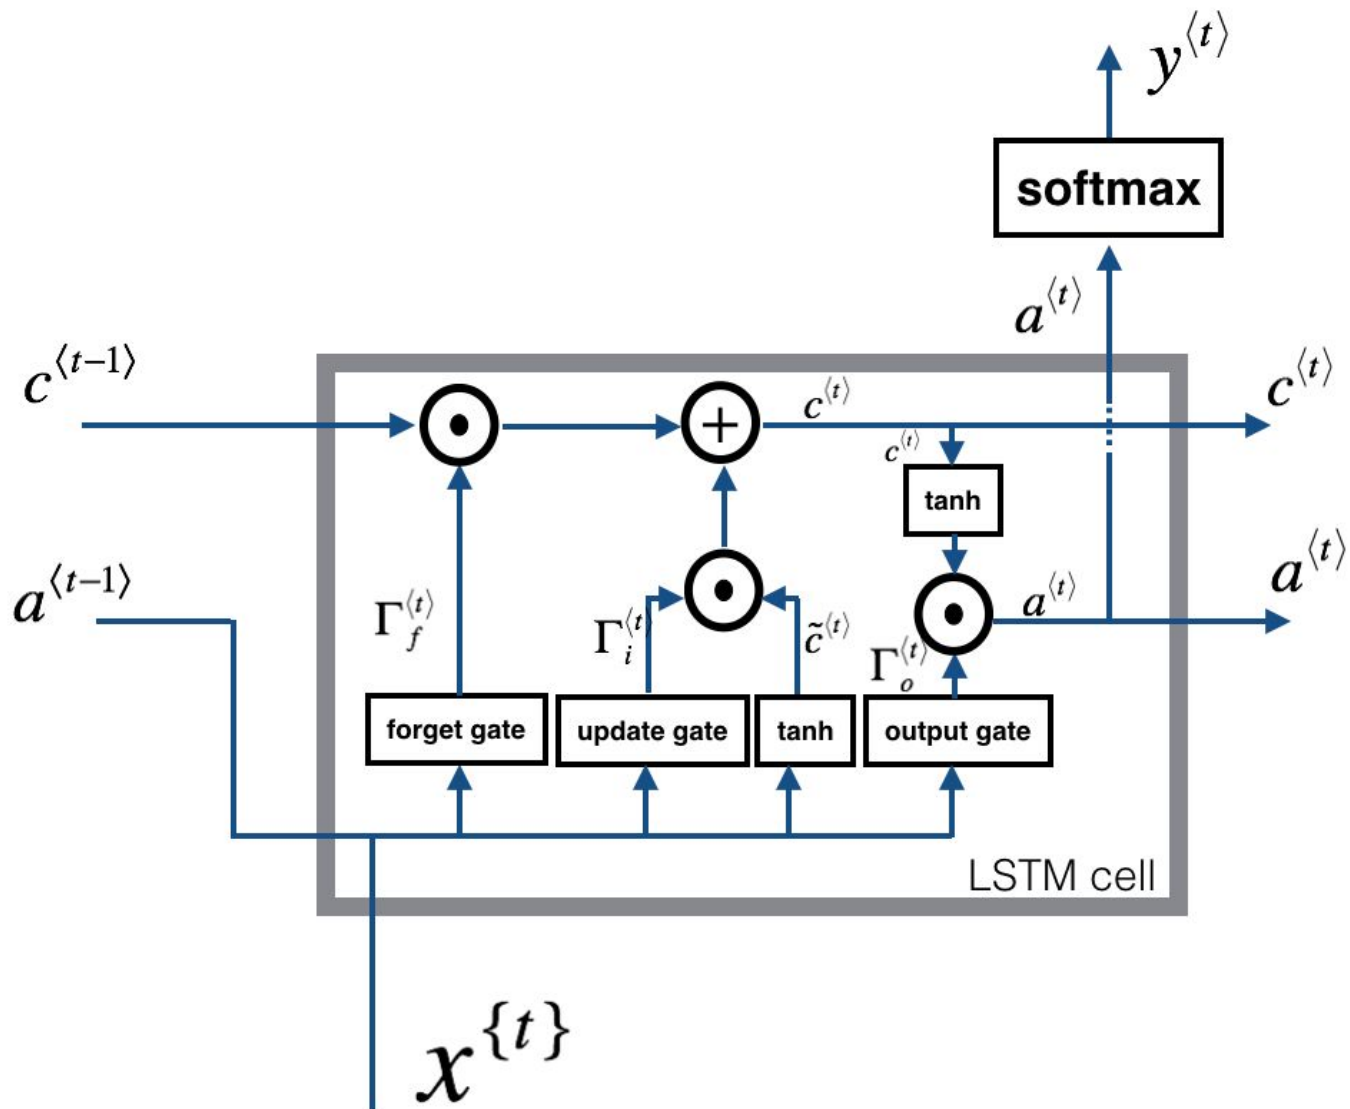 y⟨t⟩
softmax
a⟨t⟩
c⟨t−1⟩
c⟨t⟩
c⟨t⟩
c⟨t⟩
tanh
a⟨t−1⟩
Γf⟨t⟩
Γi⟨t⟩
c̃⟨t⟩
Γo⟨t⟩
a⟨t⟩
a⟨t⟩
forget gate
update gate
tanh
output gate
LSTM cell
x{t}